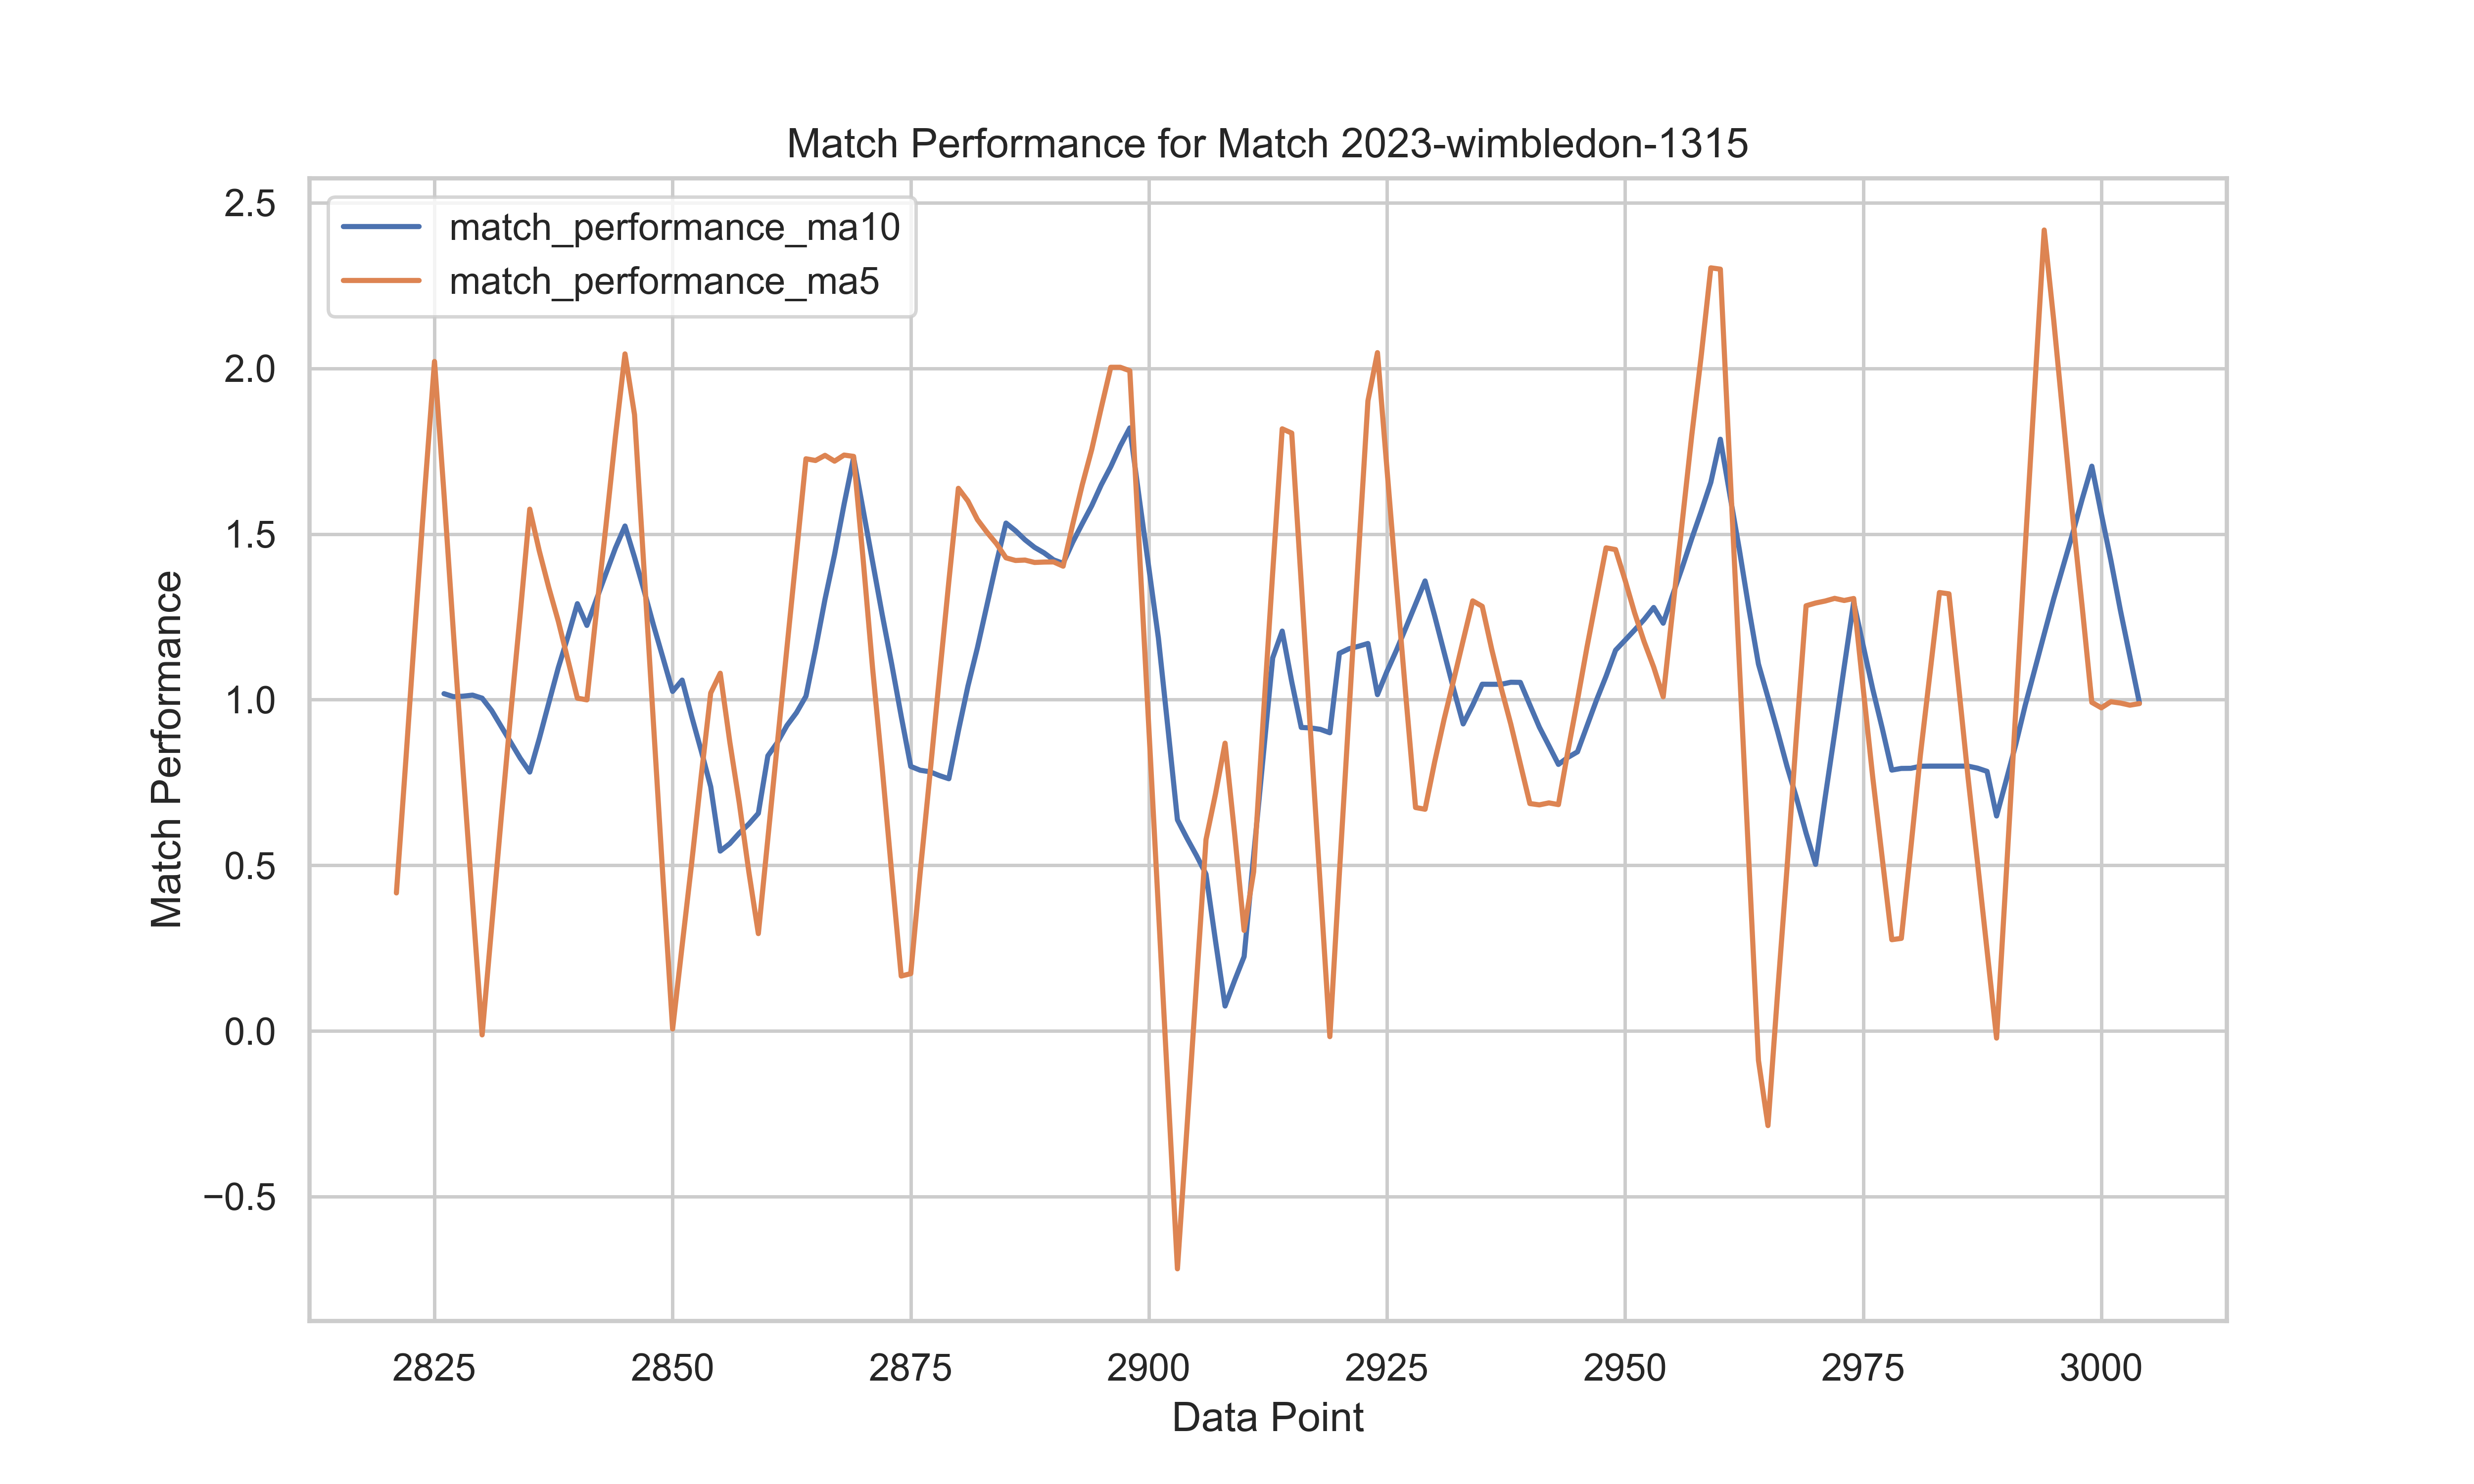 Match Performance for Match 2023-wimbledon-1315
match_performance_ma10
match_performance_ma5
Match Performance
2.5
2.0
1.5
1.0
0.5
0.0
−0.5
2825 2850 2875 2900 2925 2950 2975 3000
Data Point